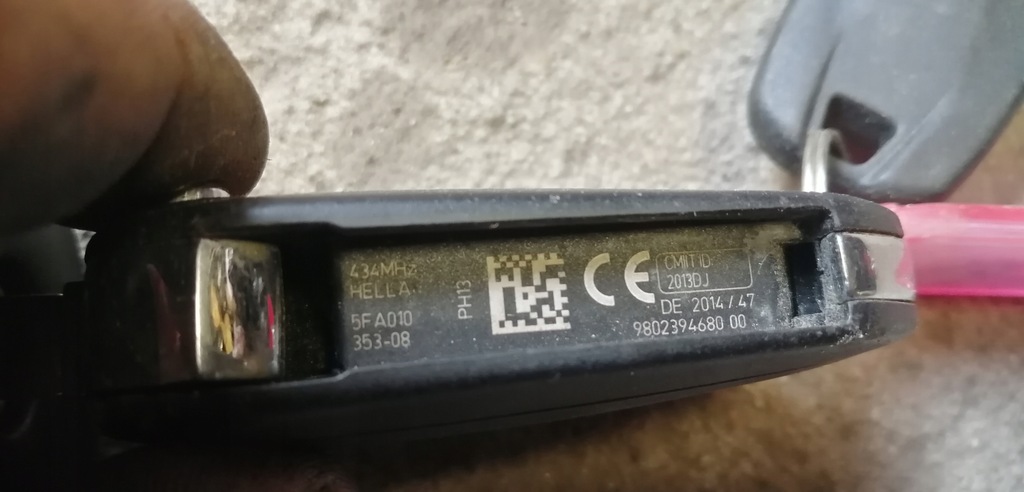 434MHz
HELLA
5FA010
353-08
PH13
CE
CMIIT ID
2013DJ
DE 2014/47
9802394680 00